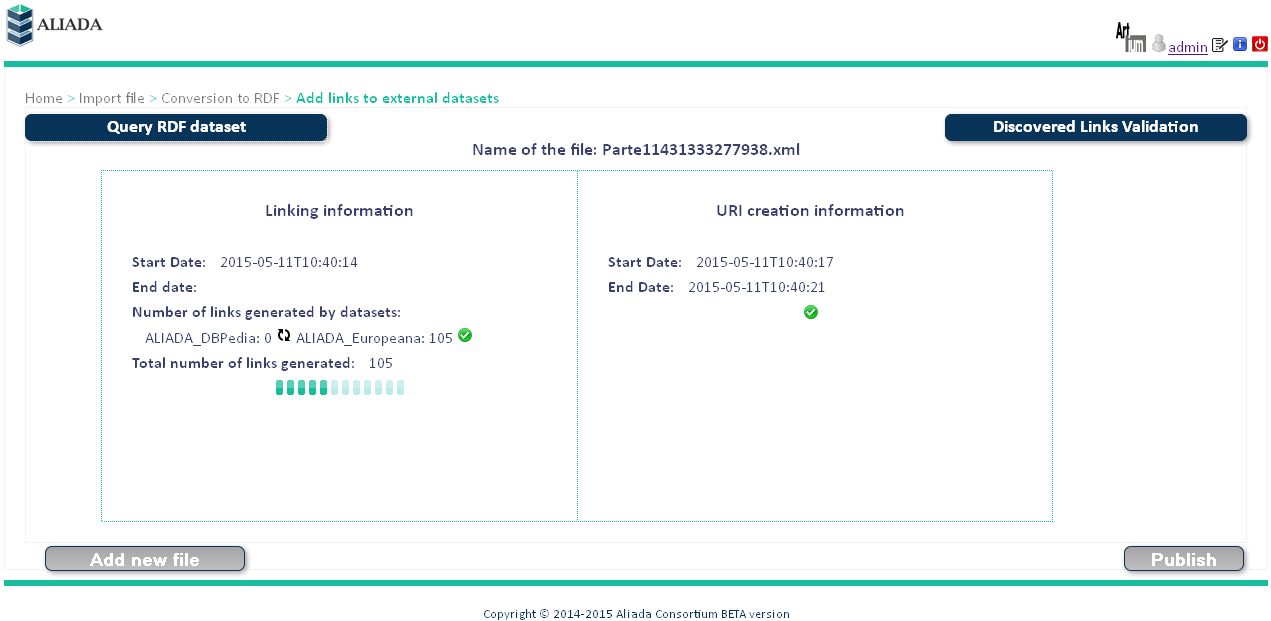 ALIADA
Artium
admin
Home > Import file > Conversion to RDF > Add links to external datasets
Query RDF dataset
Discovered Links Validation
Name of the file: Parte11431333277938.xml
Linking information
Start Date: 2015-05-11T10:40:14
End date:
Number of links generated by datasets:
ALIADA_DBPedia: 0 ALIADA_Europeana: 105
Total number of links generated: 105
URI creation information
Start Date: 2015-05-11T10:40:17
End Date: 2015-05-11T10:40:21
Add new file
Publish
Copyright © 2014-2015 Aliada Consortium BETA version